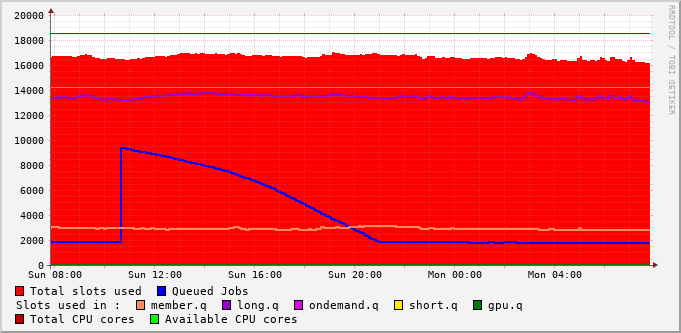 20000
18000
16000
14000
12000
10000
8000
6000
4000
2000
0
Sun 08:00 Sun 12:00 Sun 16:00 Sun 20:00 Mon 00:00 Mon 04:00
Total slots used Queued Jobs
Slots used in : member.q long.q ondemand.q short.q gpu.q
Total CPU cores Available CPU cores
RRDTOOL / TOBI OETIKER